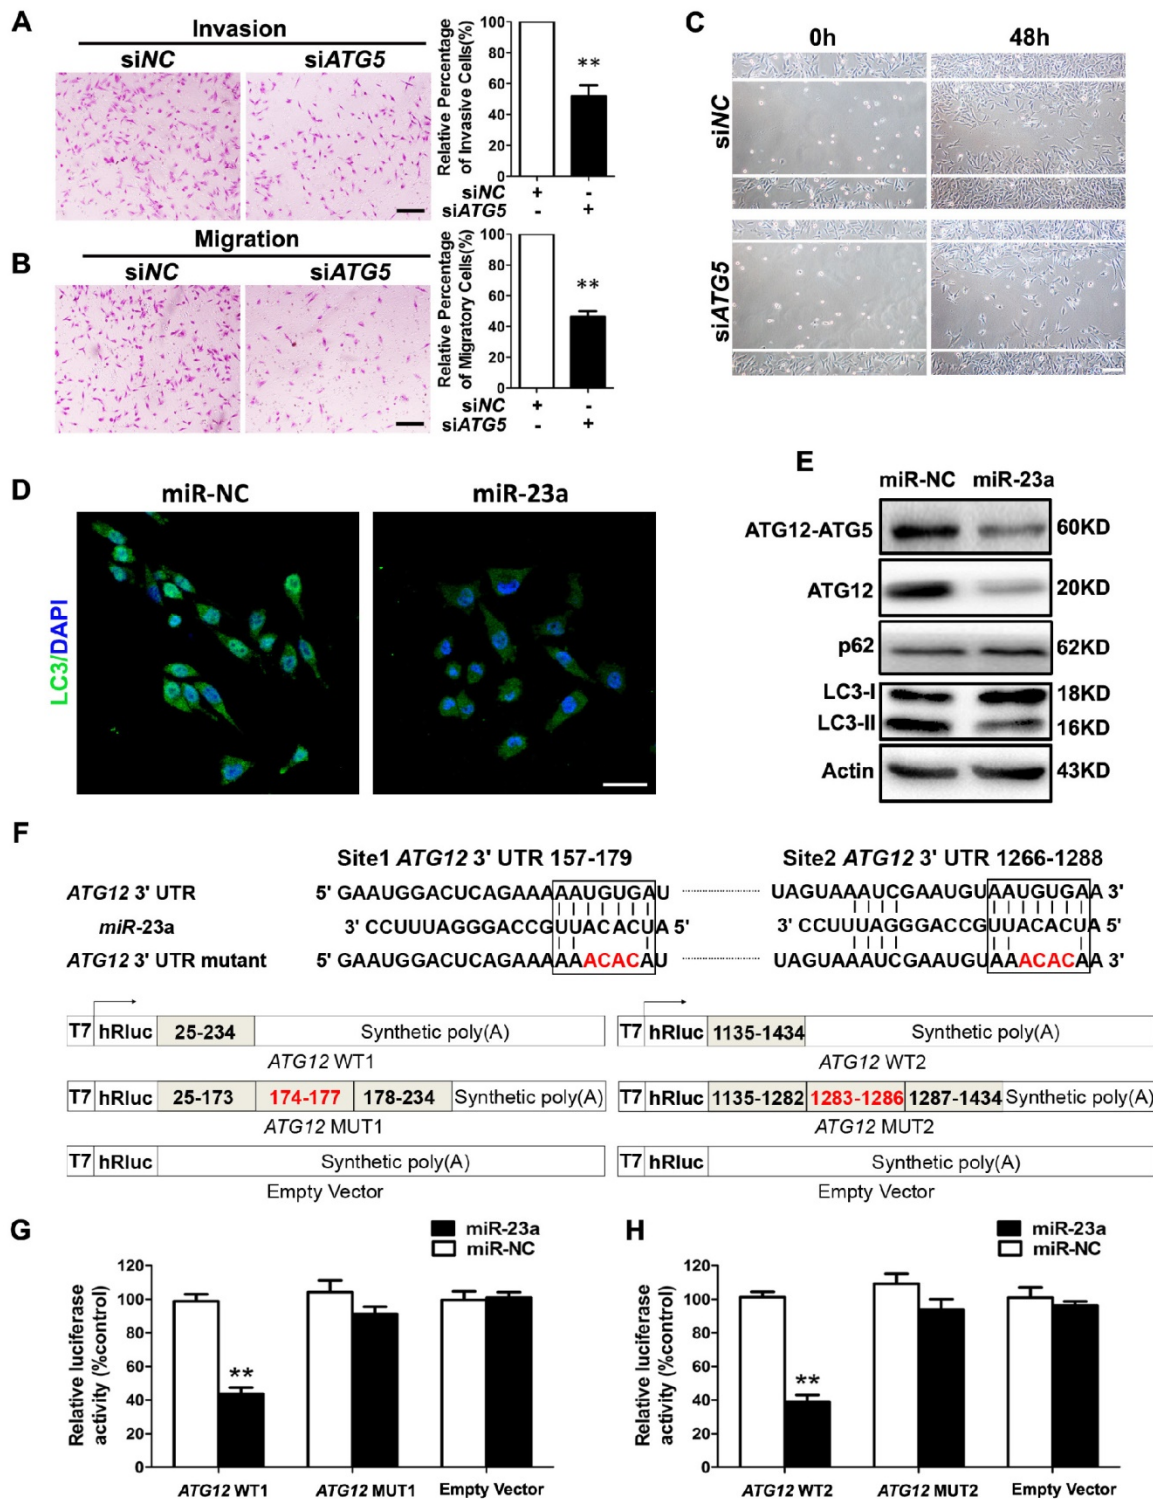 A
Invasion
siNC
siATG5
Relative Percentage
of Invasive Cells(%)
100
80
60
40
20
0
**
siNC + -
siATG5 - +
B
Migration
siNC
siATG5
Relative Percentage
of Migratory Cells(%)
100
80
60
40
20
0
**
siNC + -
siATG5 - +
C
0h
48h
siNC
siATG5
D
miR-NC
miR-23a
LC3/DAPI
E
miR-NC miR-23a
ATG12-ATG5 60KD
ATG12 20KD
p62 62KD
LC3-I 18KD
LC3-II 16KD
Actin 43KD
F
Site1 ATG12 3' UTR 157-179
Site2 ATG12 3' UTR 1266-1288
ATG12 3' UTR 5' GAAUGGACUCAGAAAAAUGUGAU UAGUAAAUCGAAUGUAAUGUGAA 3'
miR-23a 3' CCUUUAGGGACCGUUACACUA 5' 3' CCUUUAGGGACCGUUACACUA 5'
ATG12 3' UTR mutant 5' GAAUGGACUCAGAAAAAACACAU UAGUAAAUCGAAUGUAAACACAA 3'
T7 hRluc 25-234 Synthetic poly(A)
ATG12 WT1
T7 hRluc 25-173 174-177 178-234 Synthetic poly(A)
ATG12 MUT1
T7 hRluc Synthetic poly(A)
Empty Vector
T7 hRluc 1135-1434 Synthetic poly(A)
ATG12 WT2
T7 hRluc 1135-1282 1283-1286 1287-1434 Synthetic poly(A)
ATG12 MUT2
T7 hRluc Synthetic poly(A)
Empty Vector
G
miR-23a
miR-NC
Relative luciferase
activity (%control)
120
100
80
60
40
20
0
**
ATG12 WT1 ATG12 MUT1 Empty Vector
H
miR-23a
miR-NC
Relative luciferase
activity (%control)
120
100
80
60
40
20
0
**
ATG12 WT2 ATG12 MUT2 Empty Vector